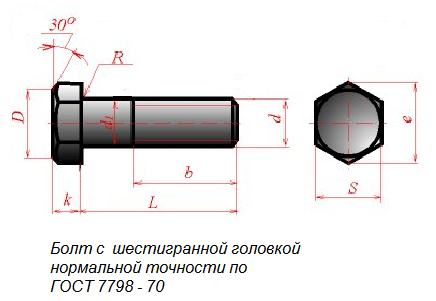 30°
R
D
d₁
d
e
b
k
L
S
Болт с шестигранной головкой
нормальной точности по
ГОСТ 7798 - 70